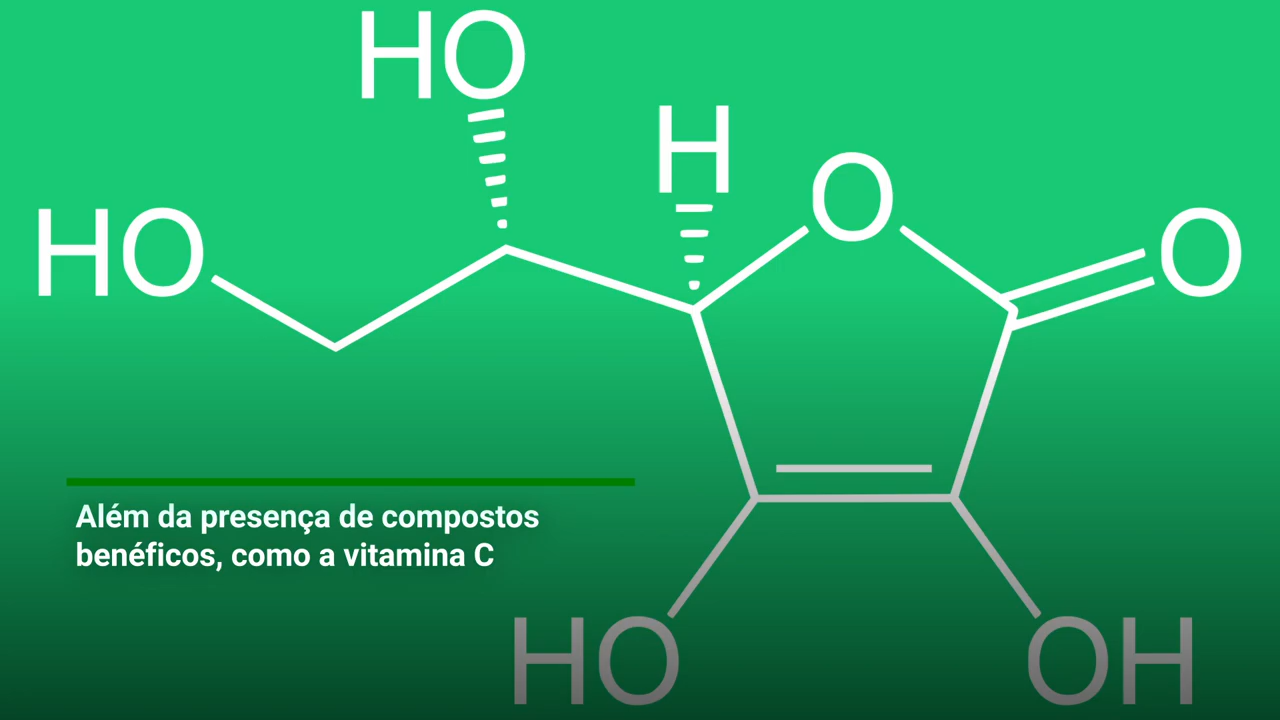 HO
H
O
HO
O
Além da presença de compostos
benéficos, como a vitamina C
HO
OH